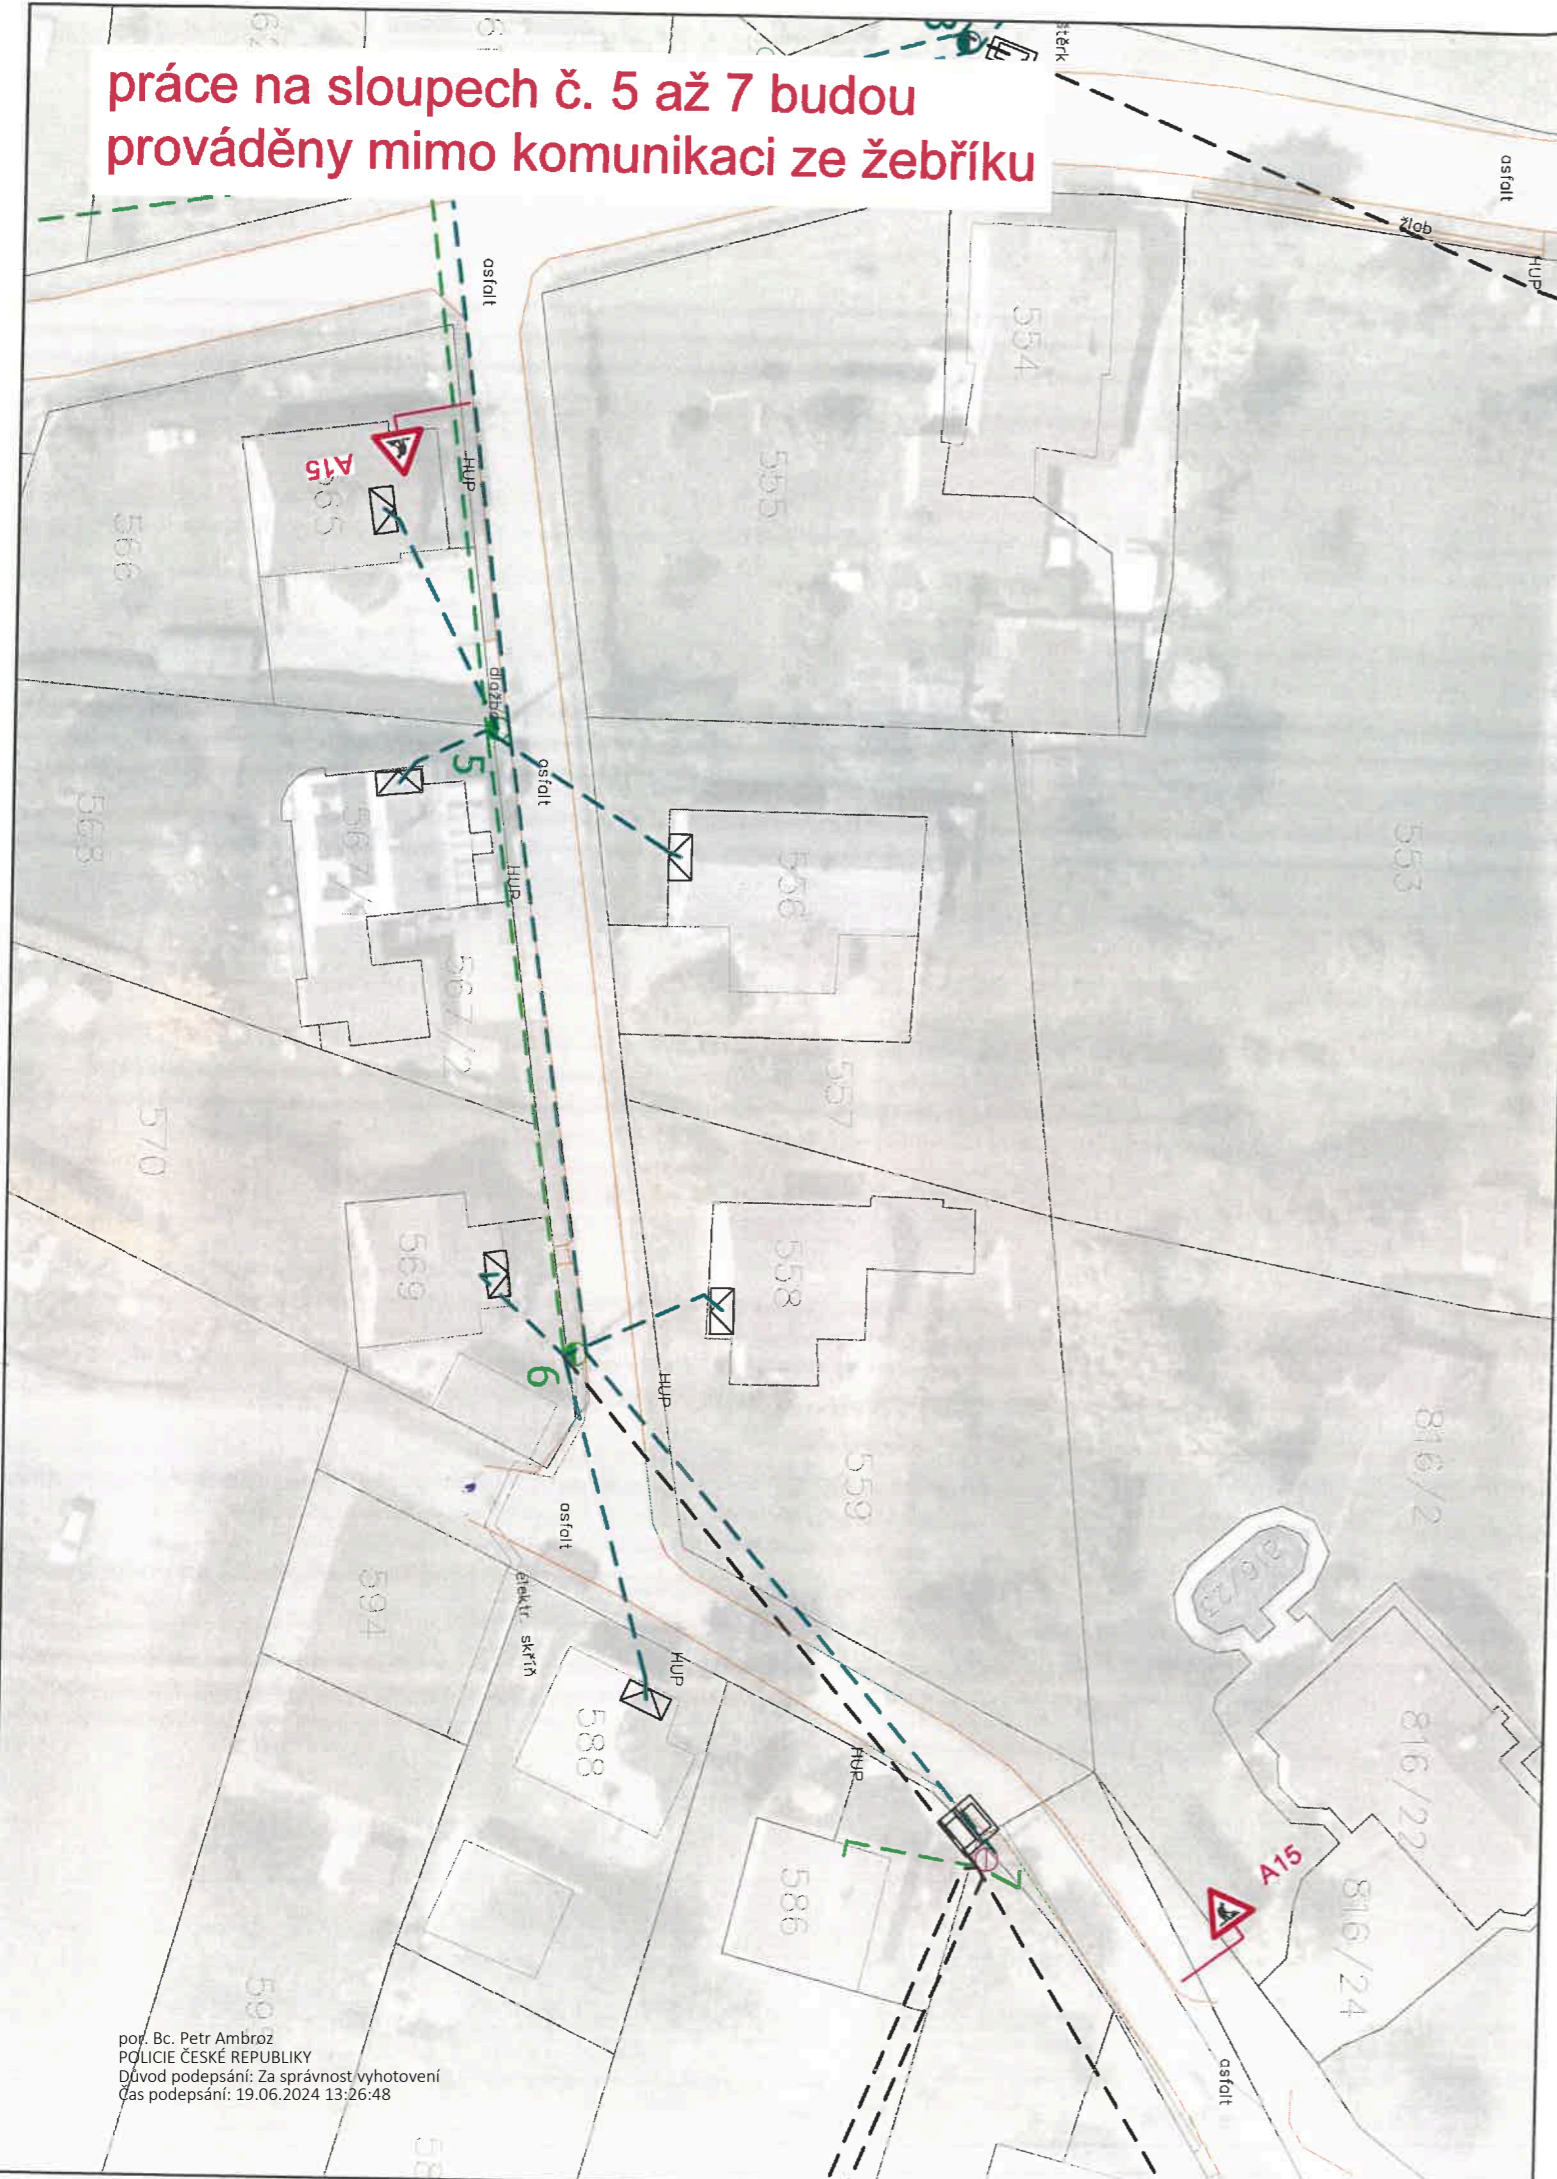 práce na sloupech č. 5 až 7 budou
prováděny mimo komunikaci ze žebříku
štěrk
asfalt
žlob
HUP
asfalt
554
A15
HUP
565
555
566
dlažba
5
asfalt
553
568
567/1
HUP
556
567/2
557
570
569
558
6
HUP
816/2
559
asfalt
594
elektr. skříň
HUP
588
816/22
HUP
586
7
A15
816/24
asfalt
por. Bc. Petr Ambroz
POLICIE ČESKÉ REPUBLIKY
Důvod podepsání: Za správnost vyhotovení
Čas podepsání: 19.06.2024 13:26:48